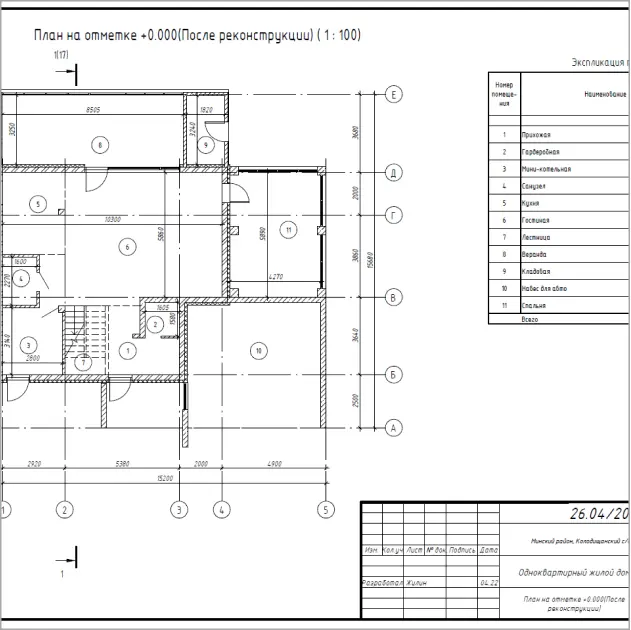 План на отметке +0.000(После реконструкции) ( 1 : 100)
1(17)
Экспликация
Номер помеще-ния
Наименование
1 Прихожая
2 Гардеробная
3 Мини-котельная
4 Санузел
5 Кухня
6 Гостиная
7 Лестница
8 Веранда
9 Кладовая
10 Навес для авто
11 Спальня
Всего
8505
1820
3250
3240
8
9
Е
3680
Д
2000
Г
5
10300
5860
6
5890
11
3860
15680
1600
2270
4
4270
В
1605
1580
2
3140
3
2800
7
1
10
3640
Б
2500
А
2920
5380
2000
4900
15200
1
2
3
4
5
1
26.04/20
Минский район, Колодищанский с/
Изм. Кол.уч Лист № док. Подпись Дата
Одноквартирный жилой дом
Разработал Жилин 04.22
План на отметке +0.000(После
реконструкции)